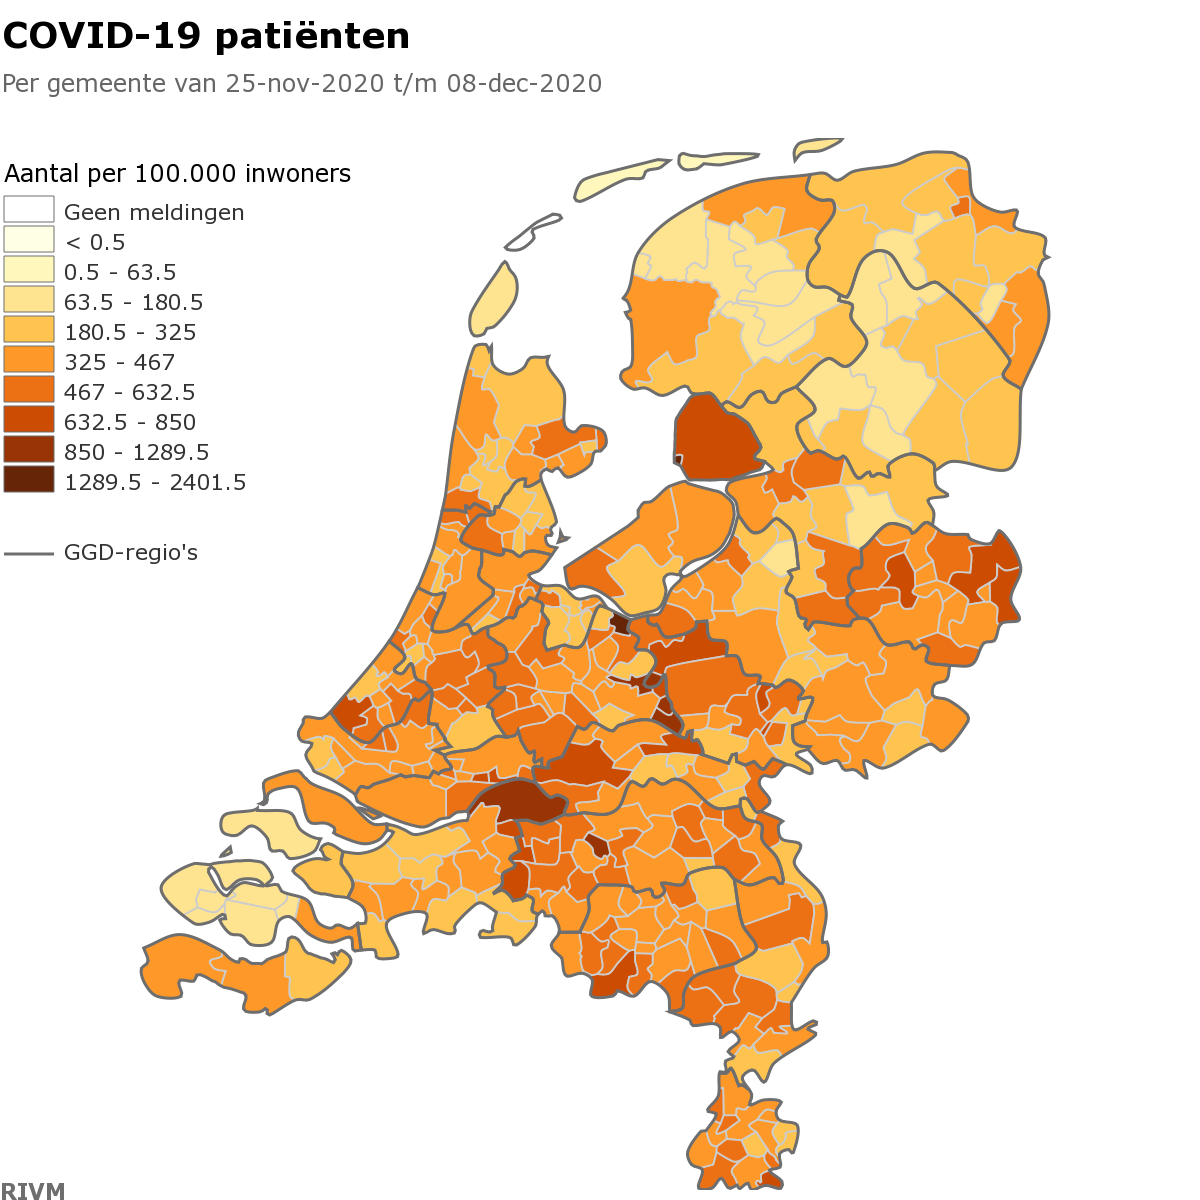 COVID-19 patiënten
Per gemeente van 25-nov-2020 t/m 08-dec-2020
Aantal per 100.000 inwoners
Geen meldingen
< 0.5
0.5 - 63.5
63.5 - 180.5
180.5 - 325
325 - 467
467 - 632.5
632.5 - 850
850 - 1289.5
1289.5 - 2401.5
GGD-regio's
RIVM